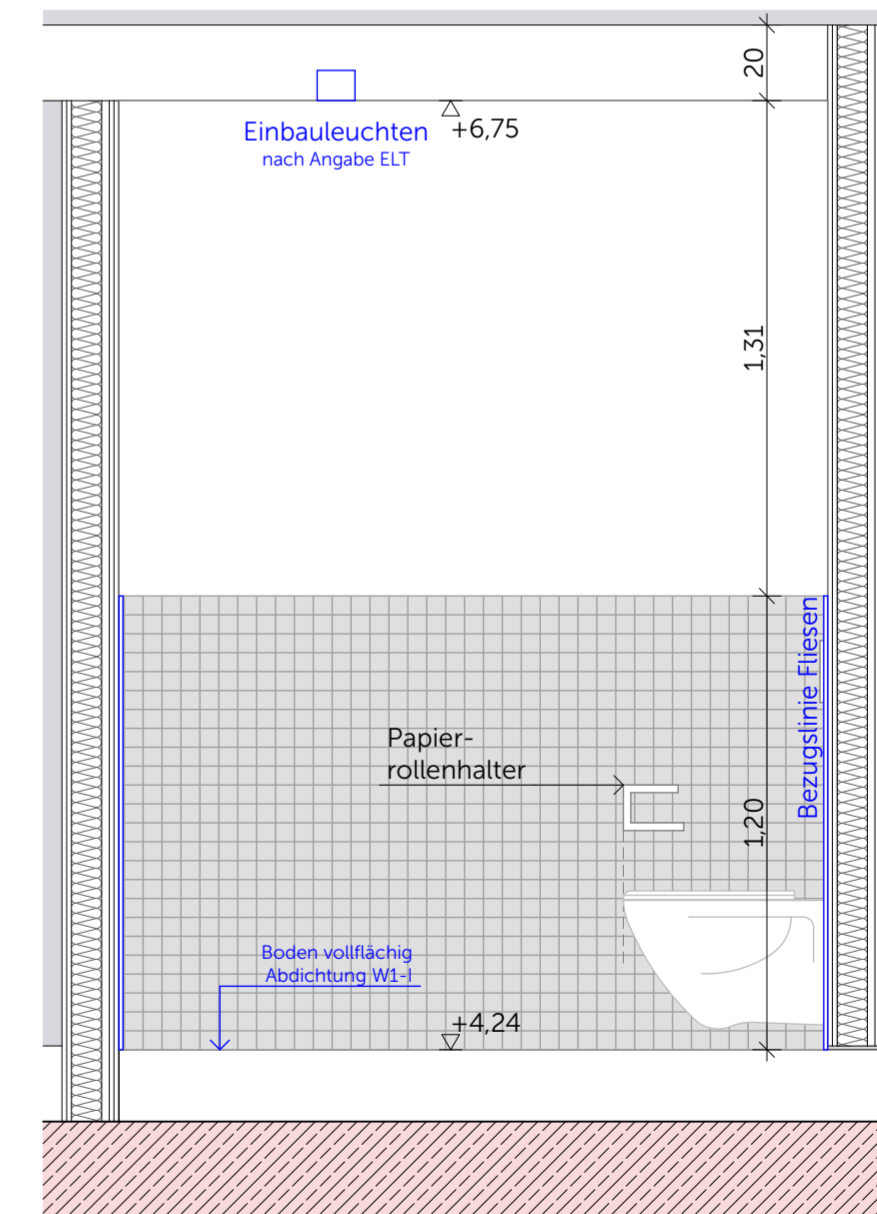 20
Einbauleuchten
nach Angabe ELT
+6,75
1,31
Bezugslinie Fliesen
Papier-
rollenhalter
1,20
Boden vollflächig
Abdichtung W1-I
+4,24